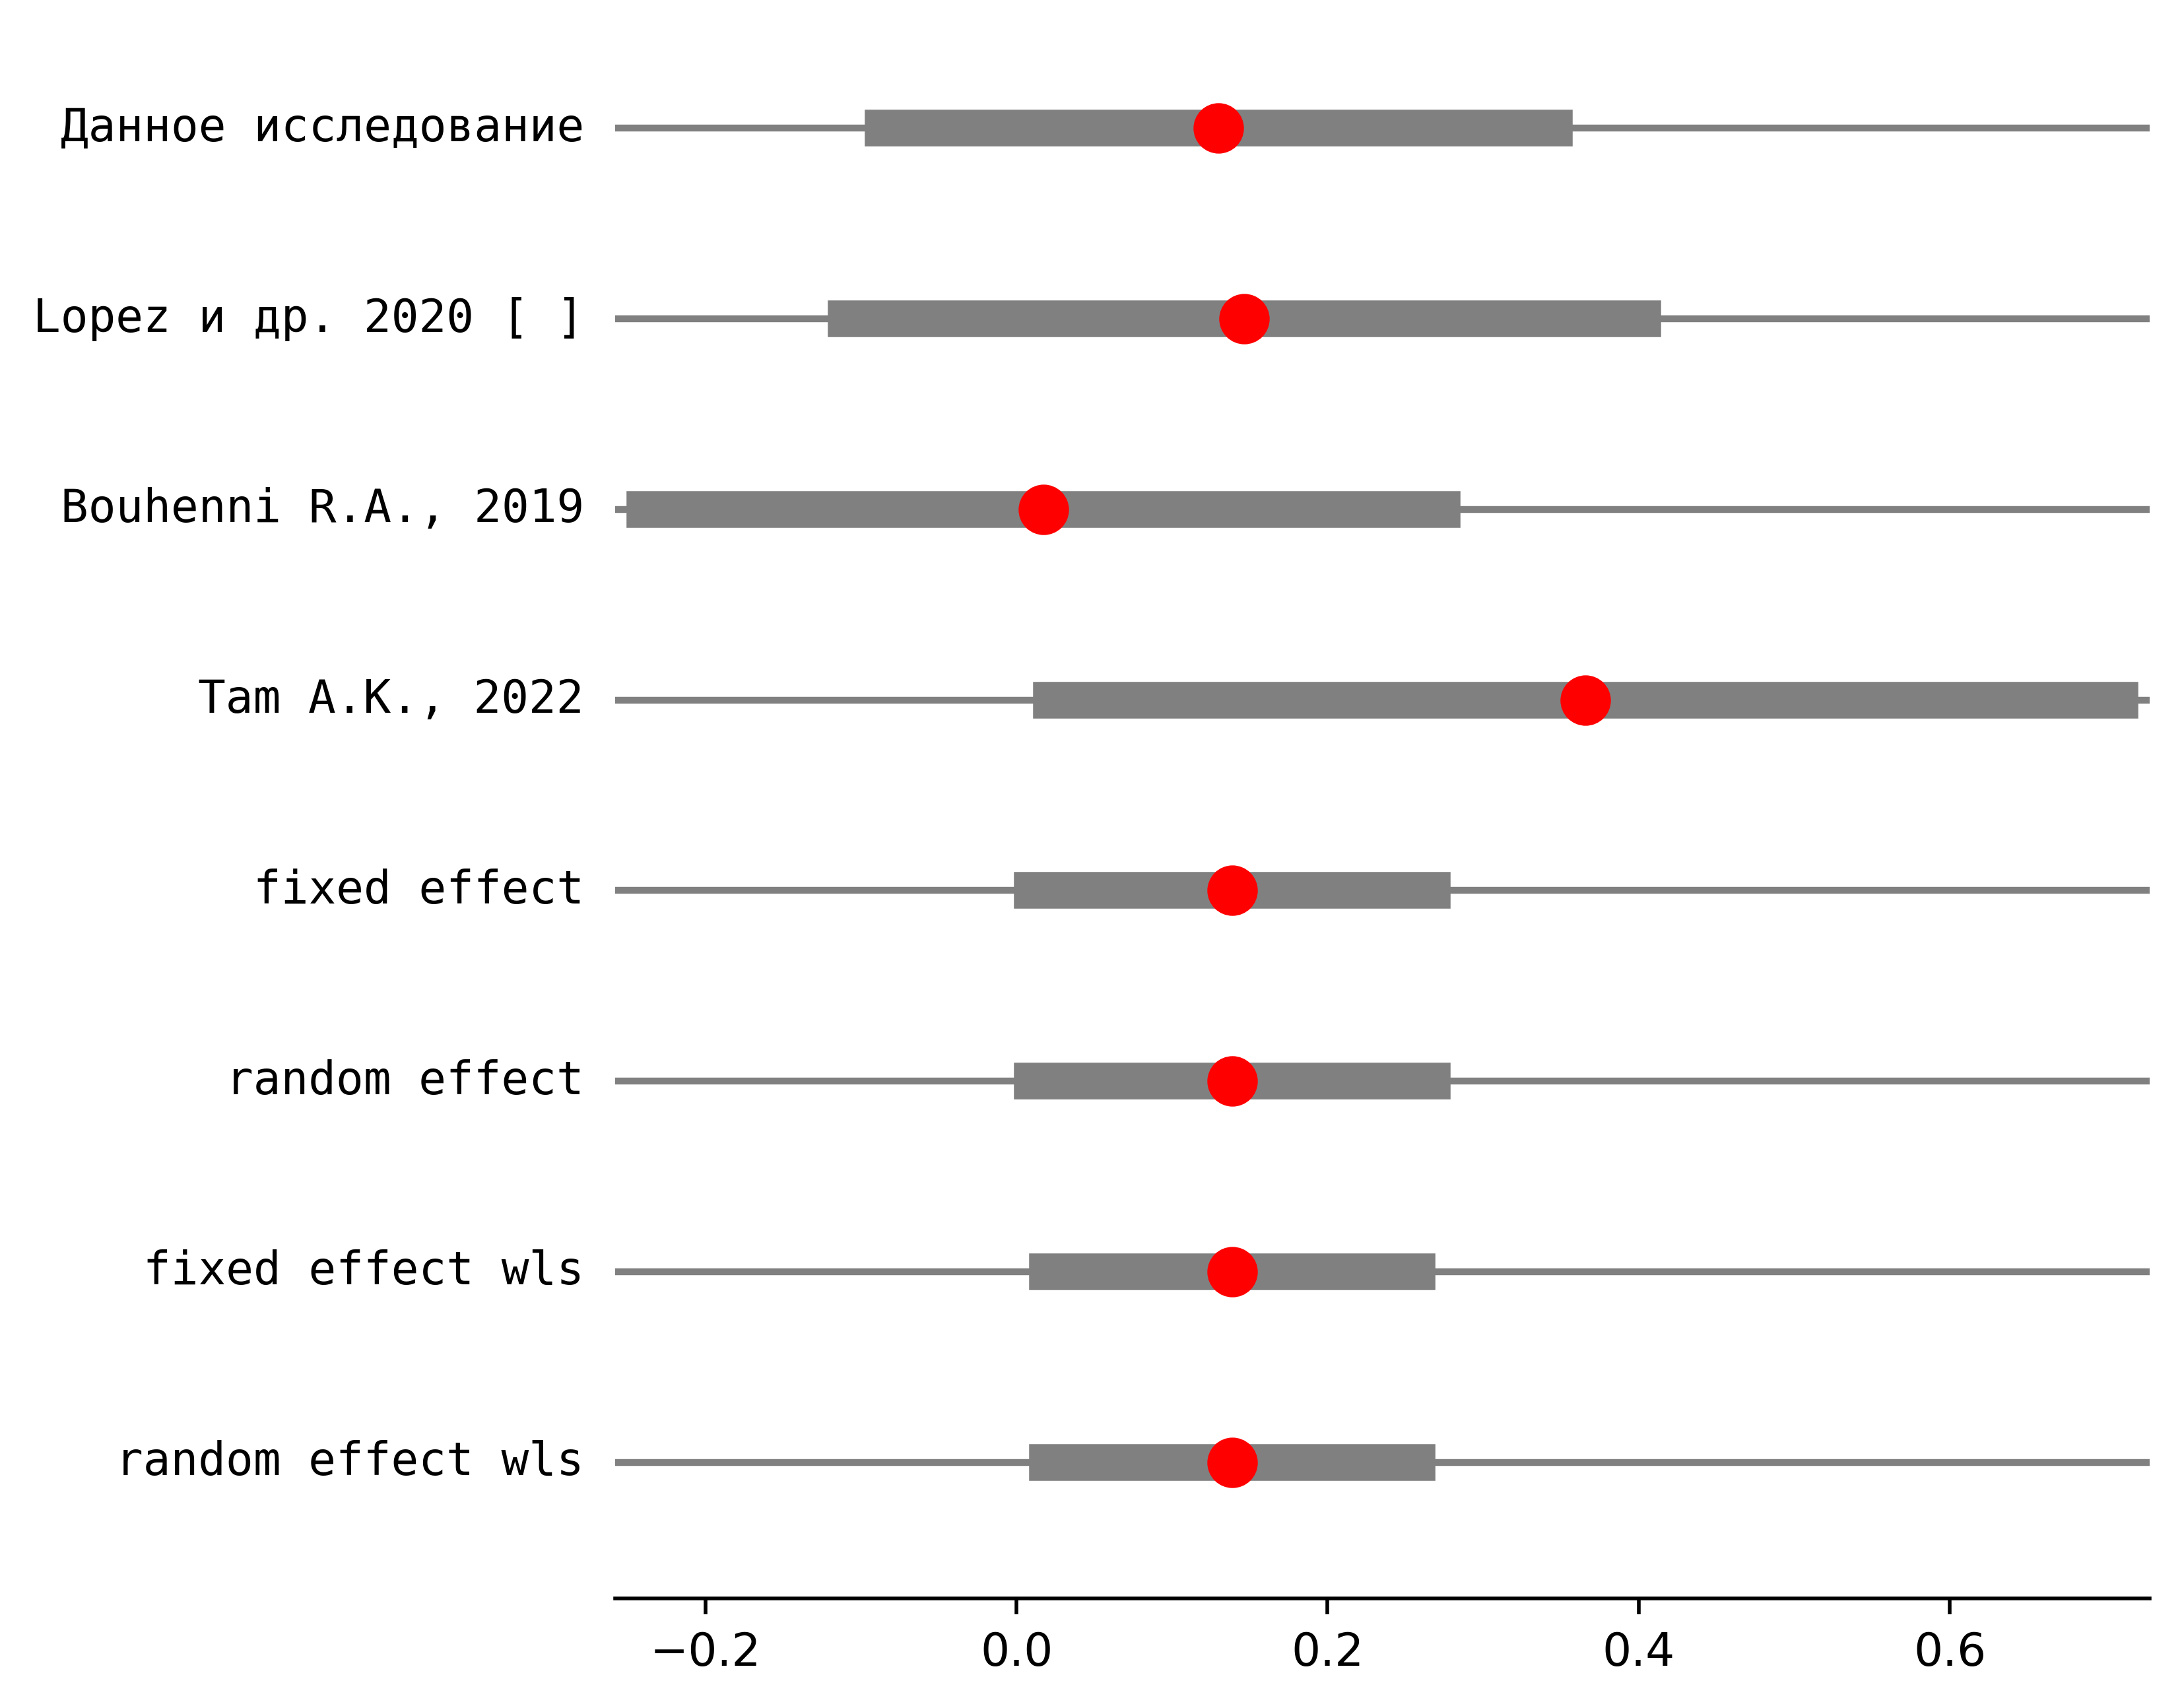 Данное исследование
Lopez и др. 2020 [ ]
Bouhenni R.A., 2019
Tam A.K., 2022
fixed effect
random effect
fixed effect wls
random effect wls
−0.2 0.0 0.2 0.4 0.6